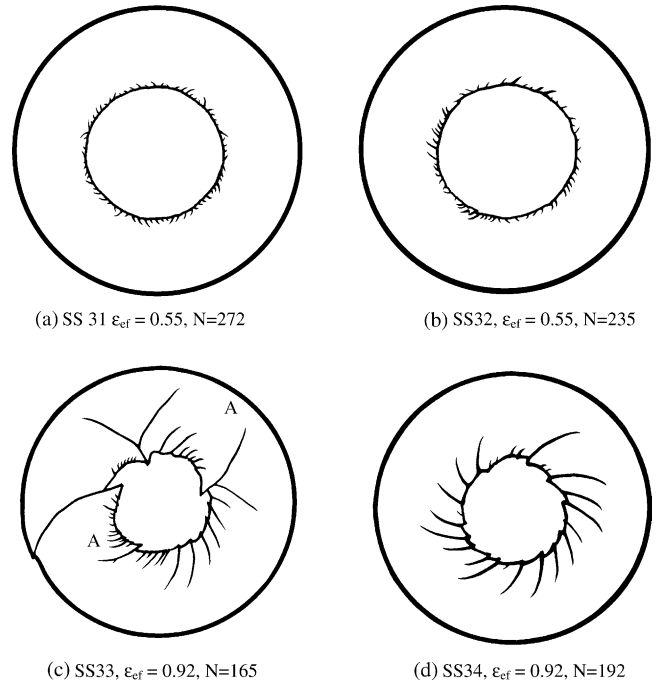 (a) SS 31 εef = 0.55, N=272
(b) SS32, εef = 0.55, N=235
A
A
(c) SS33, εef = 0.92, N=165
(d) SS34, εef = 0.92, N=192